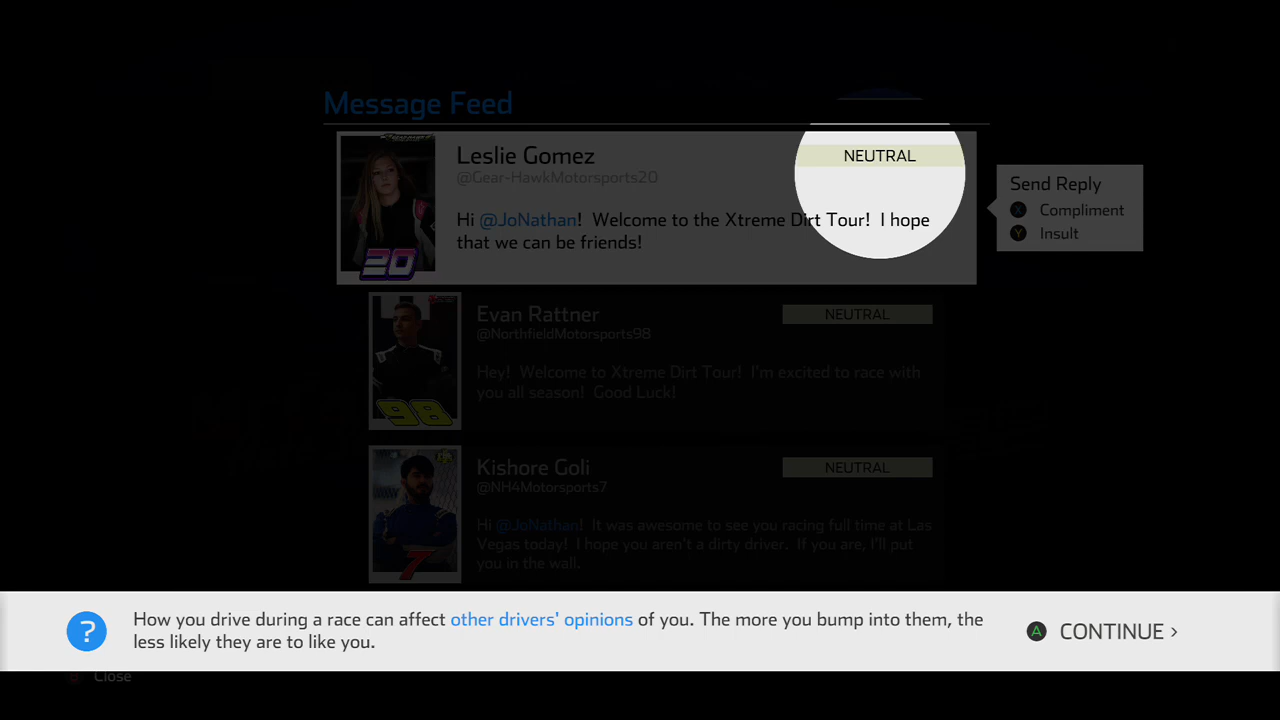 Message Feed
Leslie Gomez
NEUTRAL
@Gear-HawkMotorsports20
Hi @JoNathan! Welcome to the Xtreme Dirt Tour! I hope
that we can be friends!
20
Send Reply
X Compliment
Y Insult
Evan Rattner
NEUTRAL
@NorthfieldMotorsports98
Hey! Welcome to Xtreme Dirt Tour! I'm excited to race with
you all season! Good Luck!
98
Kishore Goli
NEUTRAL
@NH4Motorsports7
Hi @JoNathan! It was awesome to see you racing full time at Las
Vegas today! I hope you aren't a dirty driver. If you are, I'll put
you in the wall.
7
? How you drive during a race can affect other drivers' opinions of you. The more you bump into them, the
less likely they are to like you.
A CONTINUE >
Close